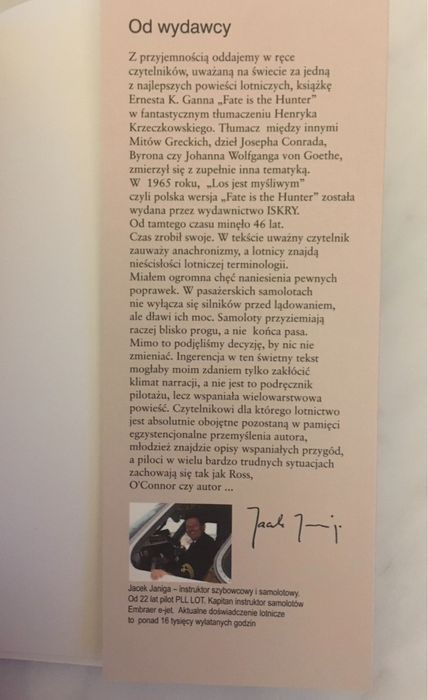 Od wydawcy
Z przyjemnością oddajemy w ręce
czytelników, uważaną na świecie za jedną
z najlepszych powieści lotniczych, książkę
Ernesta K. Ganna „Fate is the Hunter"
w fantastycznym tłumaczeniu Henryka
Krzeczkowskiego. Tłumacz między innymi
Mitów Greckich, dzieł Josepha Conrada,
Byrona czy Johanna Wolfganga von Goethe,
zmierzył się z zupełnie inna tematyką.
W 1965 roku, „Los jest myśliwym"
czyli polska wersja „Fate is the Hunter" została
wydana przez wydawnictwo ISKRY.
Od tamtego czasu minęło 46 lat.
Czas zrobił swoje. W tekście uważny czytelnik
zauważy anachronizmy, a lotnicy znajdą
nieścisłości lotniczej terminologii.
Miałem ogromna chęć naniesienia pewnych
poprawek. W pasażerskich samolotach
nie wyłącza się silników przed lądowaniem,
ale dławi ich moc. Samoloty przyziemiają
raczej blisko progu, a nie końca pasa.
Mimo to podjęliśmy decyzję, by nic nie
zmieniać. Ingerencja w ten świetny tekst
mogłaby moim zdaniem tylko zakłócić
klimat narracji, a nie jest to podręcznik
pilotażu, lecz wspaniała wielowarstwowa
powieść. Czytelnikowi dla którego lotnictwo
jest absolutnie obojętne pozostaną w pamięci
egzystencjonalne przemyślenia autora,
młodzież znajdzie opisy wspaniałych przygód,
a piloci w wielu bardzo trudnych sytuacjach
zachowają się tak jak Ross,
O'Connor czy autor ...
Jacek Janiga – instruktor szybowcowy i samolotowy.
Od 22 lat pilot PLL LOT. Kapitan instruktor samolotów
Embraer e-jet. Aktualne doświadczenie lotnicze
to ponad 16 tysięcy wylatanych godzin